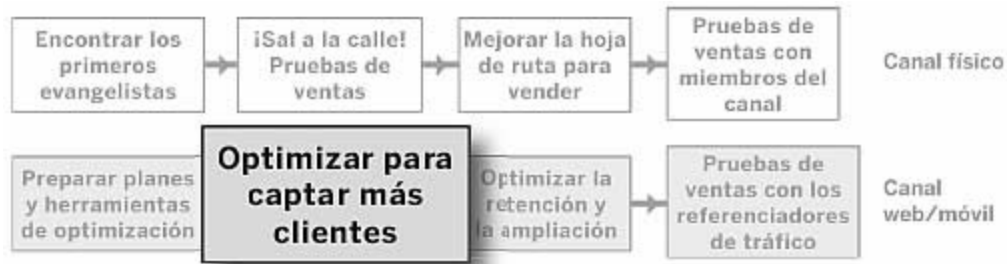 Encontrar los
primeros
evangelistas
¡Sal a la calle!
Pruebas de
ventas
Mejorar la hoja
de ruta para
vender
Pruebas de
ventas con
miembros del
canal
Canal físico
Preparar planes
y herramientas
de optimización
Optimizar para
captar más
clientes
Optimizar la
retención y
la ampliación
Pruebas de
ventas con los
referenciadores
de tráfico
Canal
web/móvil